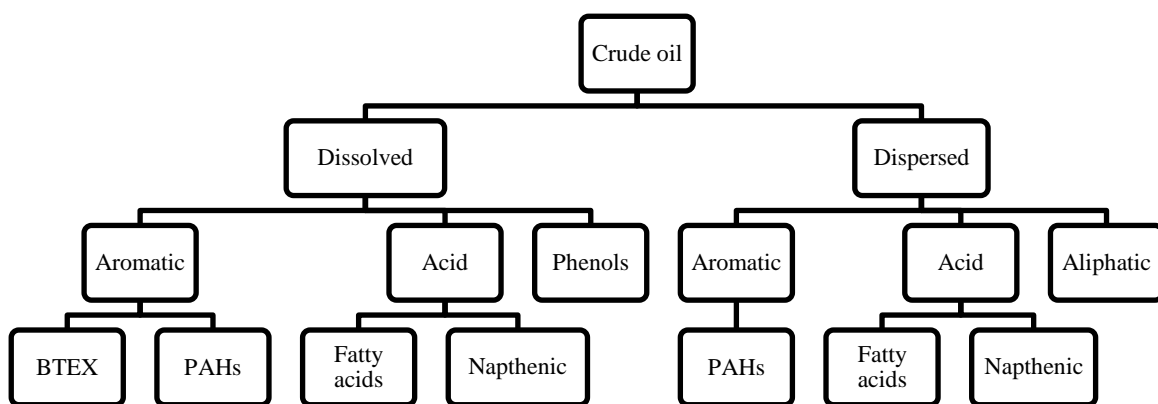 Crude oil
Dissolved
Dispersed
Aromatic
Acid
Phenols
Aromatic
Acid
Aliphatic
BTEX
PAHs
Fatty
acids
Napthenic
PAHs
Fatty
acids
Napthenic